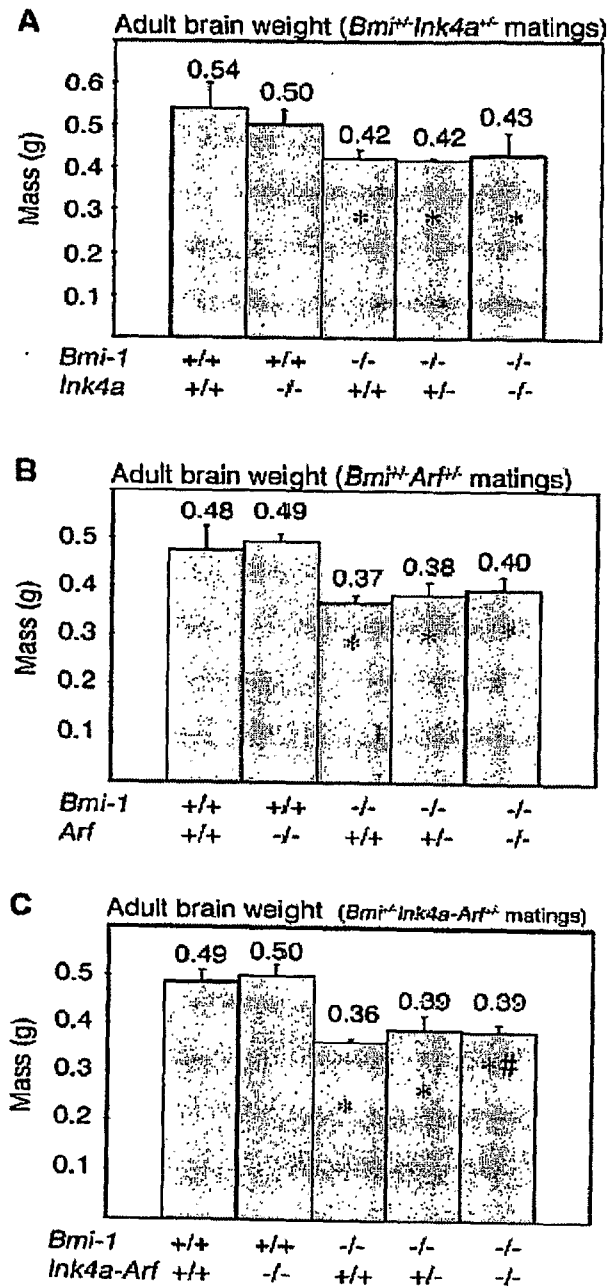 A Adult brain weight (Bmi+/-Ink4a+/- matings)
0.54 0.50 0.42 0.42 0.43
0.6
0.5
0.4
0.3
0.2
0.1
Mass (g)
* * *
Bmi-1 +/+ +/+ -/- -/- -/-
Ink4a +/+ -/- +/+ +/- -/-
B Adult brain weight (Bmi+/-Arf+/- matings)
0.48 0.49 0.37 0.38 0.40
0.5
0.4
0.3
0.2
0.1
Mass (g)
* * *
Bmi-1 +/+ +/+ -/- -/- -/-
Arf +/+ -/- +/+ +/- -/-
C Adult brain weight (Bmi+/-Ink4a-Arf+/- matings)
0.49 0.50 0.36 0.39 0.39
0.5
0.4
0.3
0.2
0.1
Mass (g)
* * *#
Bmi-1 +/+ +/+ -/- -/- -/-
Ink4a-Arf +/+ -/- +/+ +/- -/-